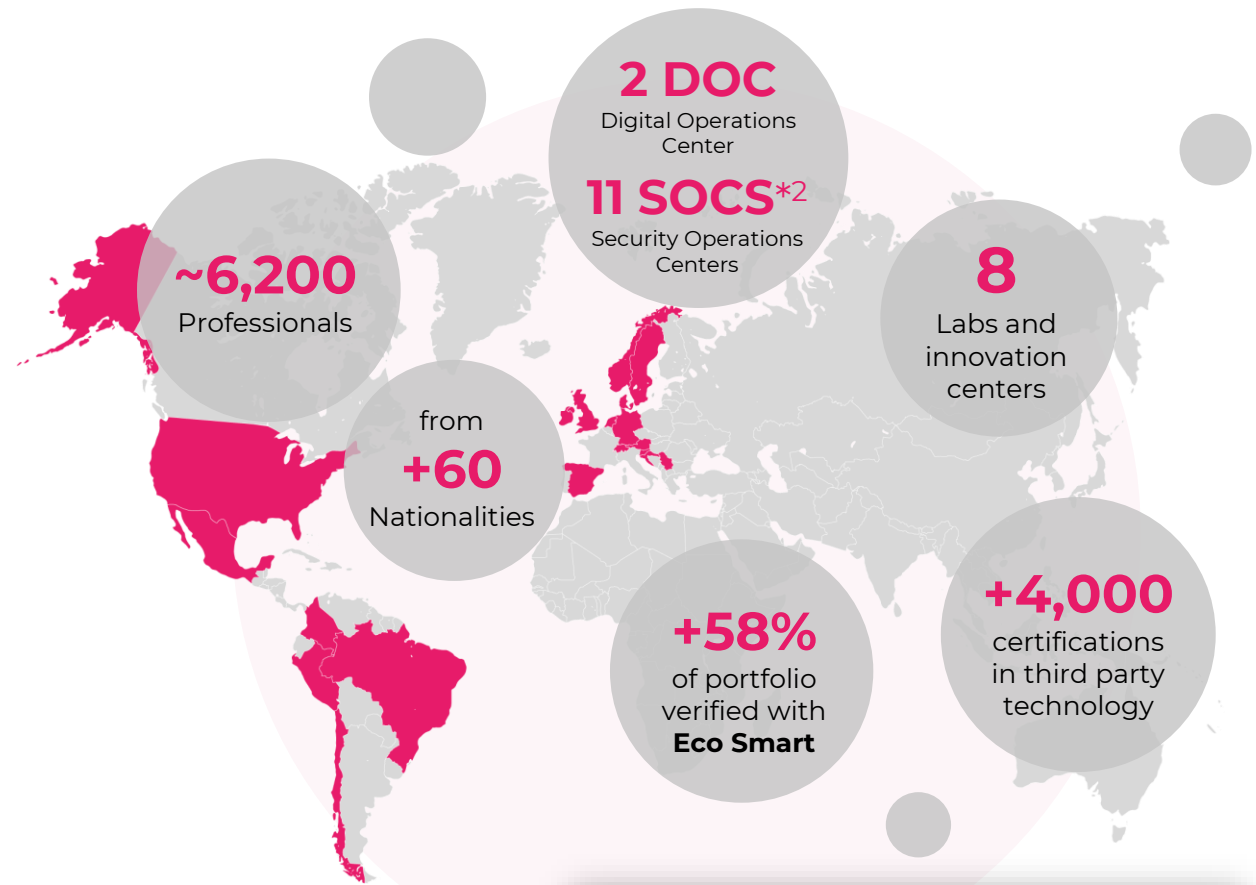 2 DOC
Digital Operations
Center
11 SOCS*2
Security Operations
Centers
~6,200
Professionals
8
Labs and
innovation
centers
from
+60
Nationalities
+58%
of portfolio
verified with
Eco Smart
+4,000
certifications
in third party
technology